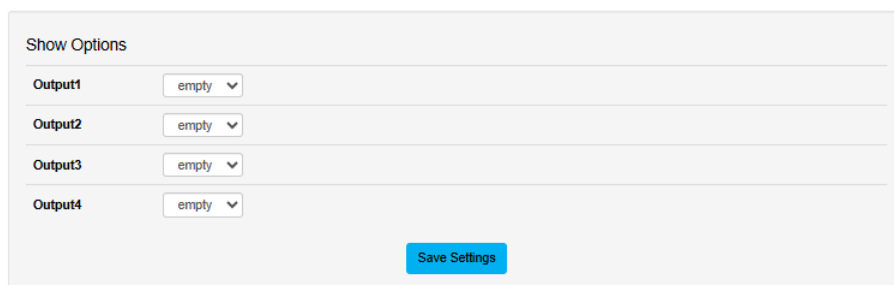 Show Options
Output1 empty
Output2 empty
Output3 empty
Output4 empty
Save Settings